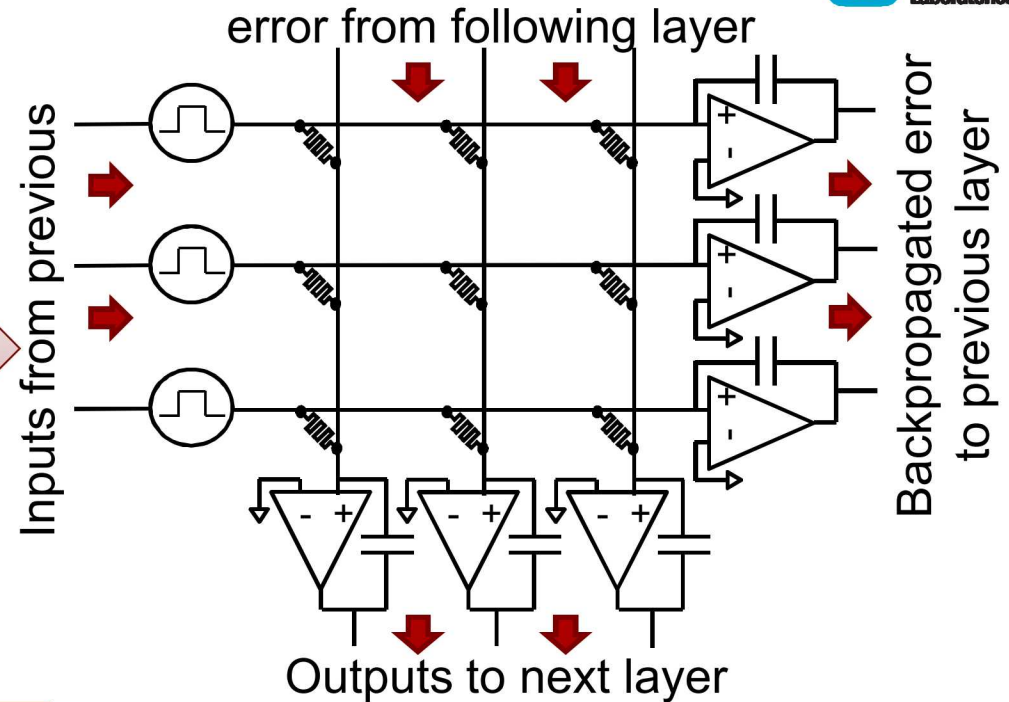 error from following layer
Inputs from previous
+
-
+
-
+
-
Backpropagated error
to previous layer
- +
- +
- +
Outputs to next layer